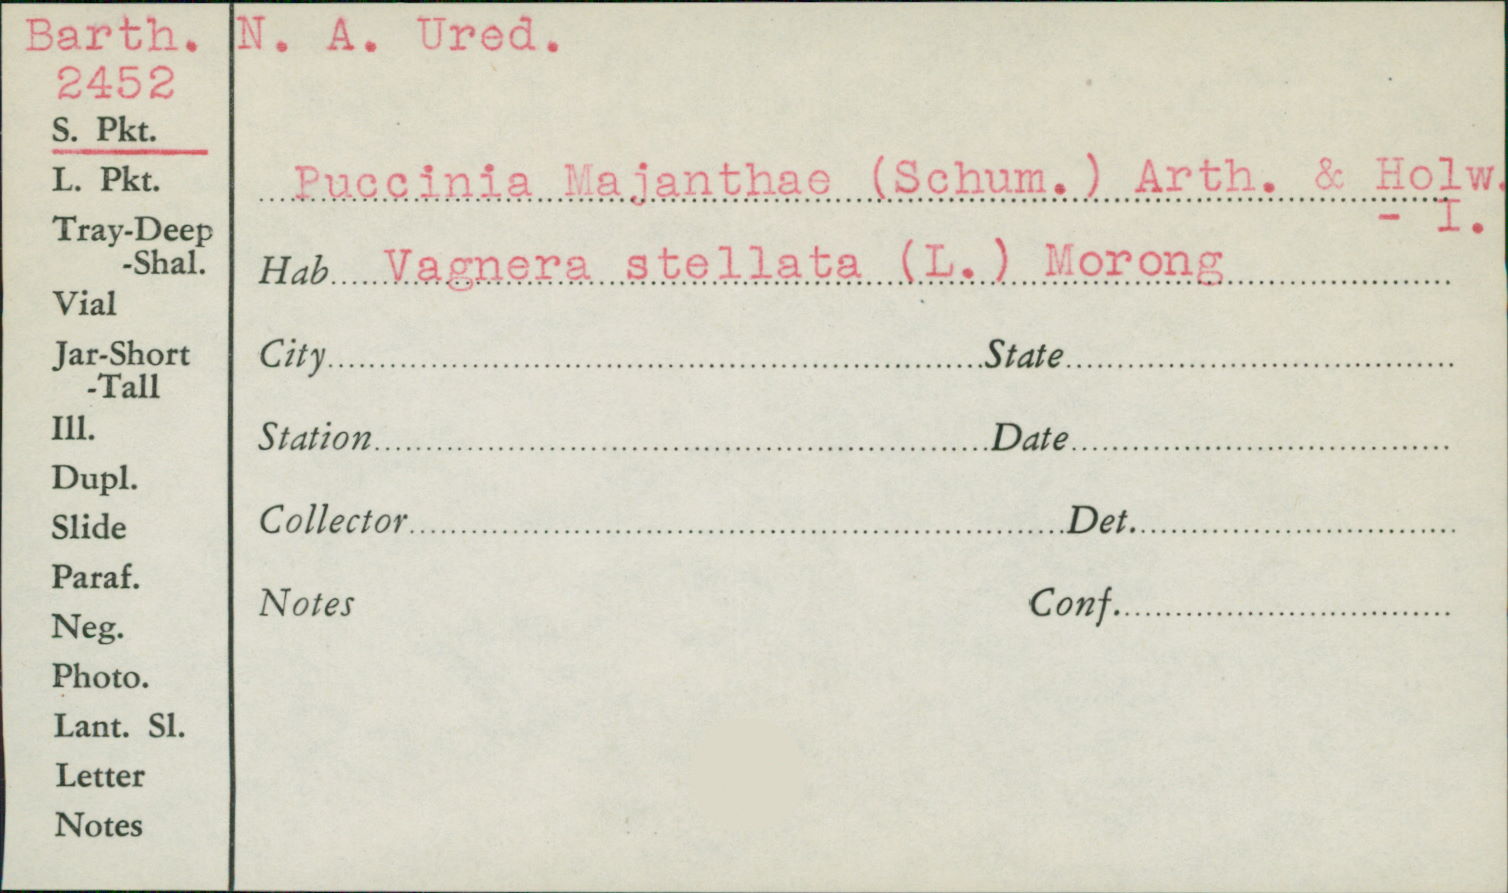 Barth. N. A. Ured.
2452
S. Pkt.
L. Pkt.
Tray-Deep
-Shal.
Vial
Jar-Short
-Tall
Ill.
Dupl.
Slide
Paraf.
Neg.
Photo.
Lant. Sl.
Letter
Notes
Puccinia Majanthae (Schum.) Arth. & Holw.
- I.
Hab. Vagnera stellata (L.) Morong
City State
Station Date
Collector Det.
Notes Conf.